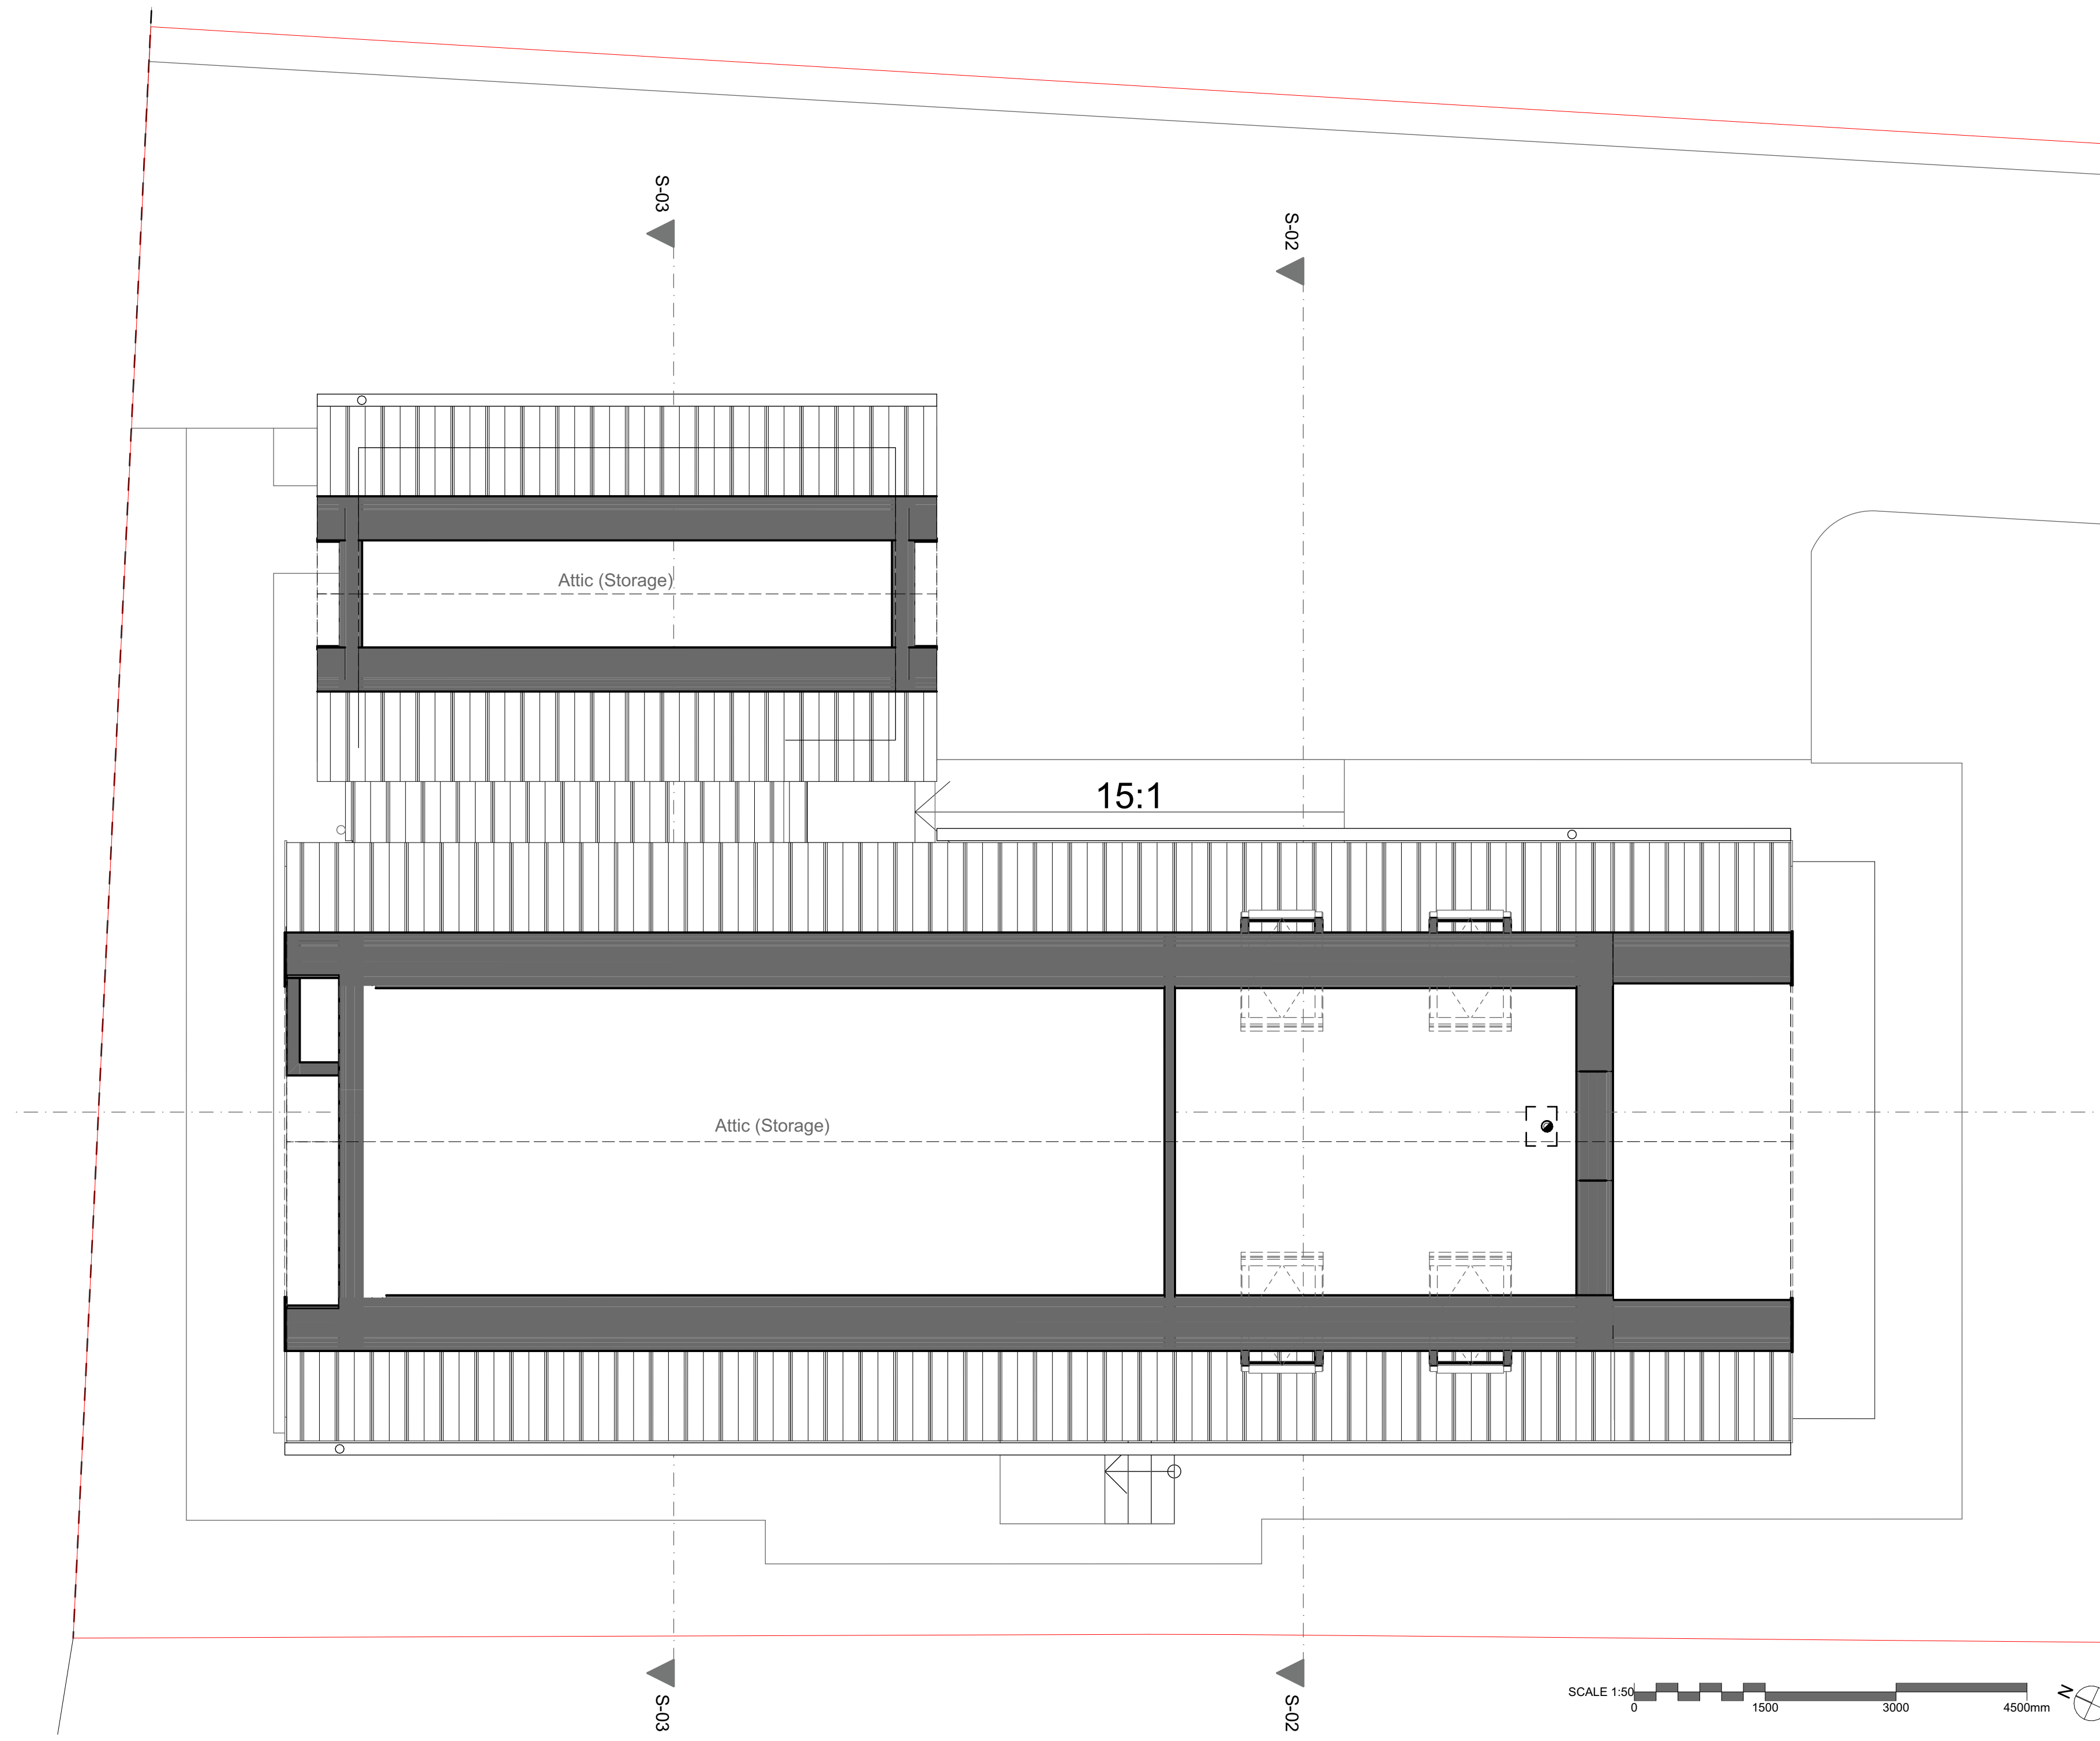 S-03
S-02
Attic (Storage)
15:1
Attic (Storage)
S-03
S-02
SCALE 1:50
0 1500 3000 4500mm
N